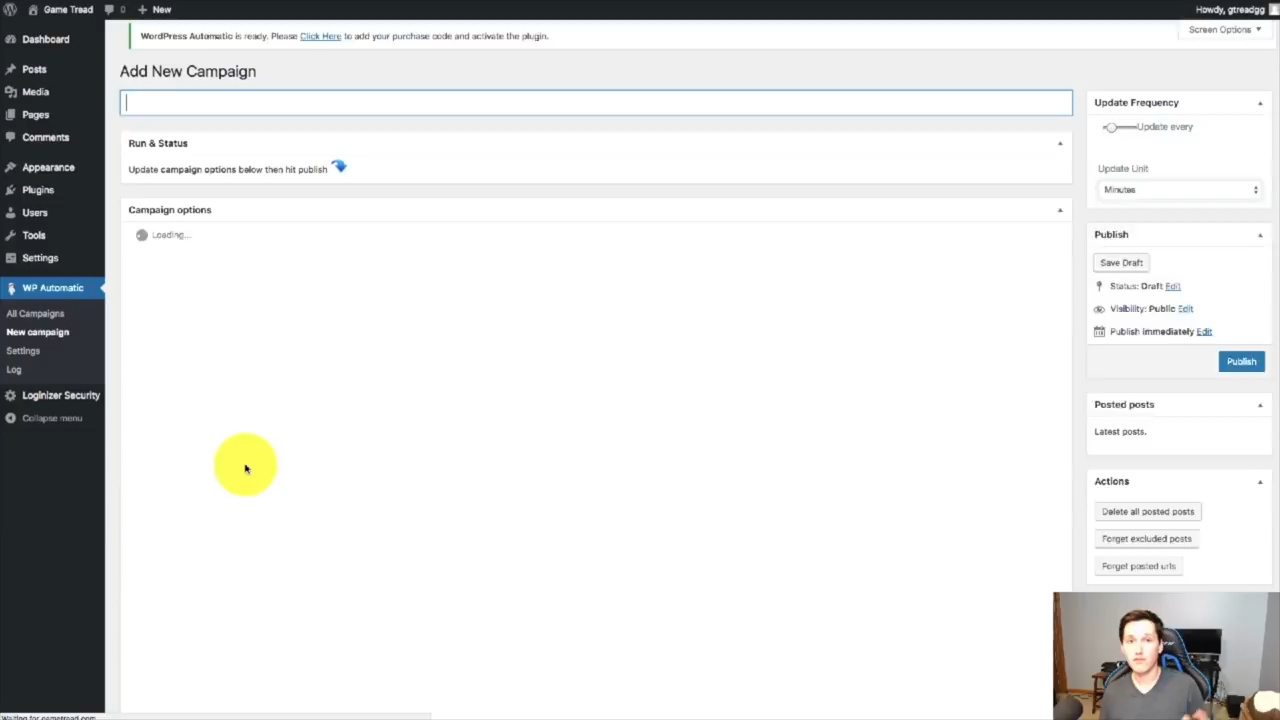 Game Tread
0
New
Howdy, gtreadgg
Dashboard
Posts
Media
Pages
Comments
Appearance
Plugins
Users
Tools
Settings
WP Automatic
All Campaigns
New campaign
Settings
Log
Loginizer Security
Collapse menu
WordPress Automatic is ready. Please Click Here to add your purchase code and activate the plugin.
Screen Options
Add New Campaign
Run & Status
Update campaign options below then hit publish
Campaign options
Loading...
Update Frequency
Update every
Update Unit
Minutes
Publish
Save Draft
Status: Draft Edit
Visibility: Public Edit
Publish immediately Edit
Publish
Posted posts
Latest posts.
Actions
Delete all posted posts
Forget excluded posts
Forget posted urls
Waiting for gametread.com